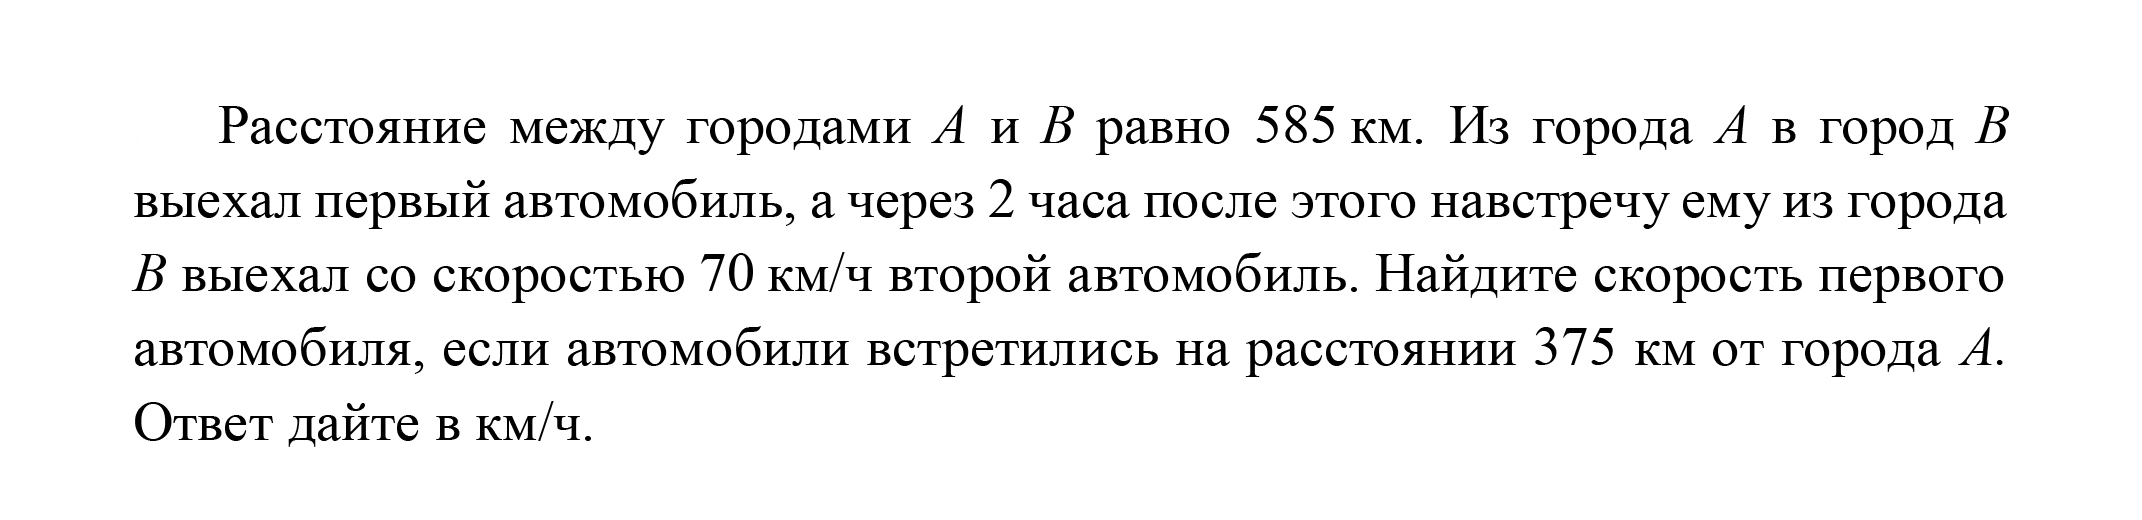 Расстояние между городами A и B равно 585 км. Из города A в город B
выехал первый автомобиль, а через 2 часа после этого навстречу ему из города
B выехал со скоростью 70 км/ч второй автомобиль. Найдите скорость первого
автомобиля, если автомобили встретились на расстоянии 375 км от города A.
Ответ дайте в км/ч.